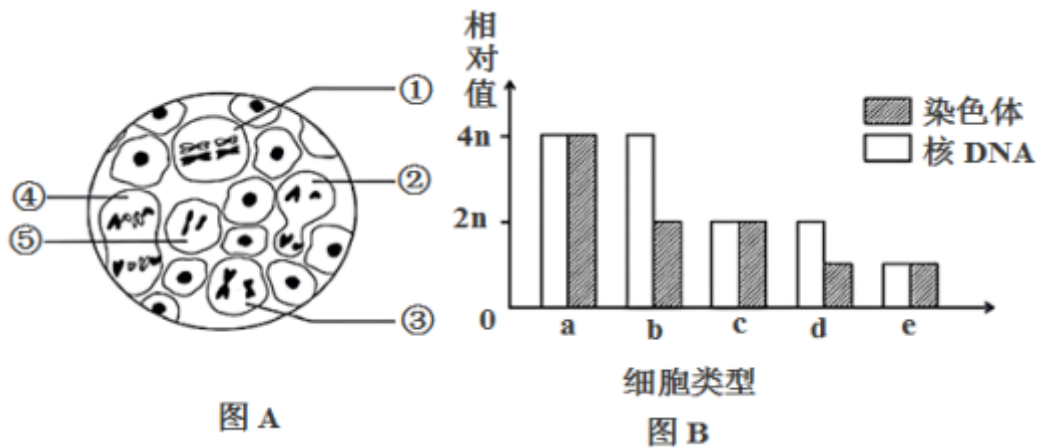 ①
②
③
④
⑤
图 A
相对值
4n
2n
0
a b c d e
细胞类型
染色体
核 DNA
图 B